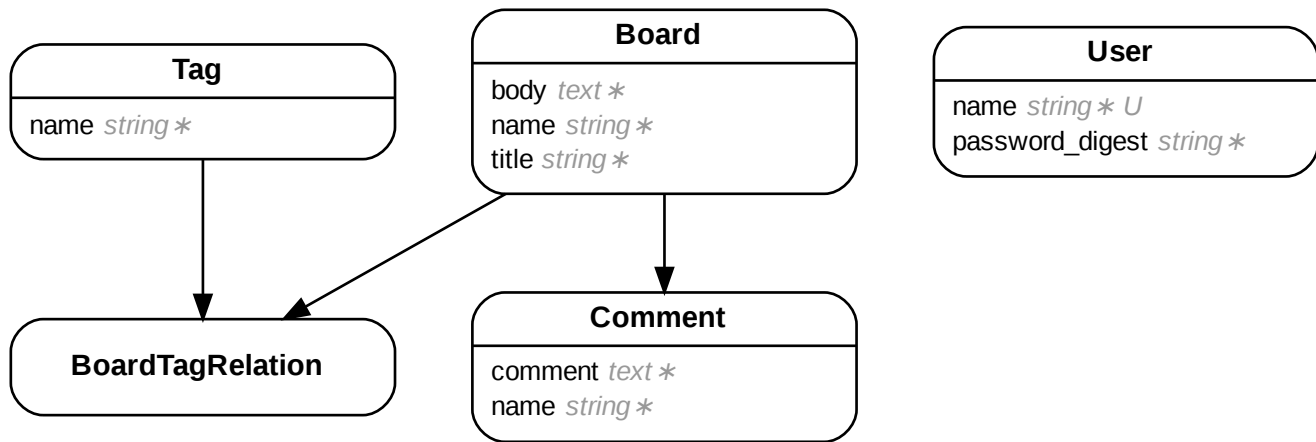 Tag
name string ∗
Board
body text ∗
name string ∗
title string ∗
User
name string ∗ U
password_digest string ∗
BoardTagRelation
Comment
comment text ∗
name string ∗